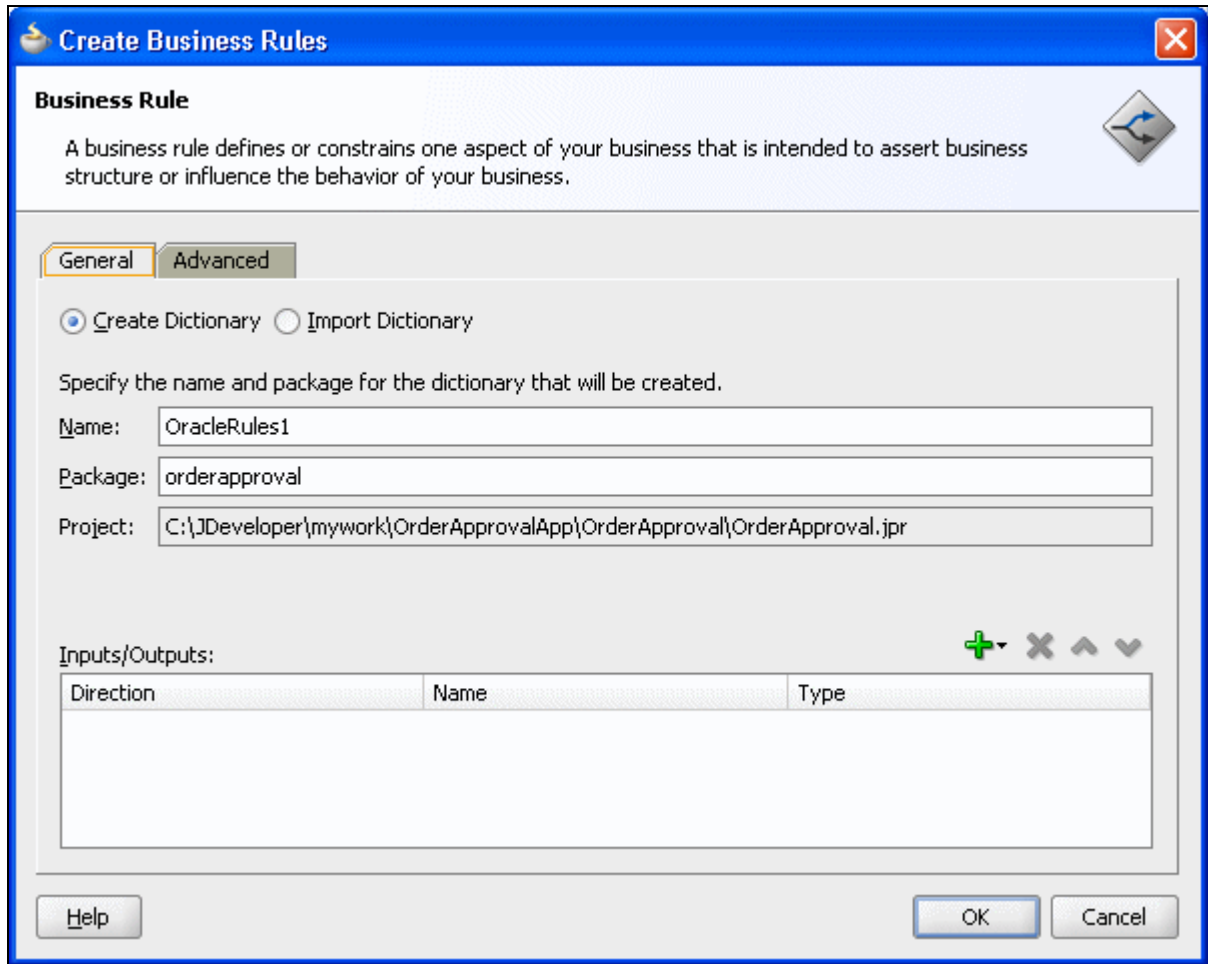 Create Business Rules
Business Rule
A business rule defines or constrains one aspect of your business that is intended to assert business
structure or influence the behavior of your business.
General Advanced
Create Dictionary Import Dictionary
Specify the name and package for the dictionary that will be created.
Name: OracleRules1
Package: orderapproval
Project: C:\JDeveloper\mywork\OrderApprovalApp\OrderApproval\OrderApproval.jpr
Inputs/Outputs:
Direction Name Type
Help OK Cancel